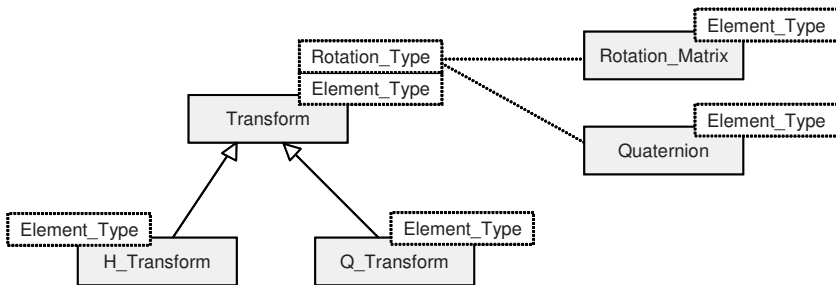 Rotation_Type
Element_Type
Transform
Element_Type
Rotation_Matrix
Element_Type
Quaternion
Element_Type
H_Transform
Element_Type
Q_Transform